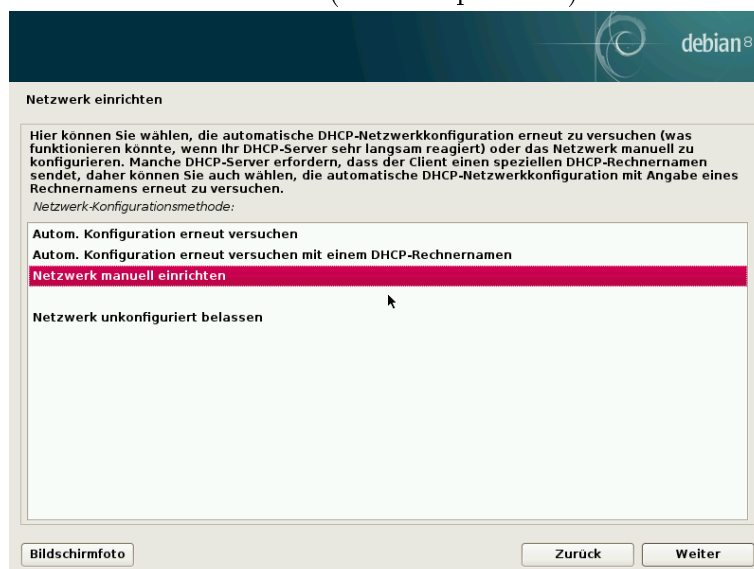 debian 8
Netzwerk einrichten
Hier können Sie wählen, die automatische DHCP-Netzwerkkonfiguration erneut zu versuchen (was
funktionieren könnte, wenn Ihr DHCP-Server sehr langsam reagiert) oder das Netzwerk manuell zu
konfigurieren. Manche DHCP-Server erfordern, dass der Client einen speziellen DHCP-Rechnernamen
sendet, daher können Sie auch wählen, die automatische DHCP-Netzwerkkonfiguration mit Angabe eines
Rechnernamens erneut zu versuchen.
Netzwerk-Konfigurationsmethode:
Autom. Konfiguration erneut versuchen
Autom. Konfiguration erneut versuchen mit einem DHCP-Rechnernamen
Netzwerk manuell einrichten
Netzwerk unkonfiguriert belassen
Bildschirmfoto
Zurück
Weiter